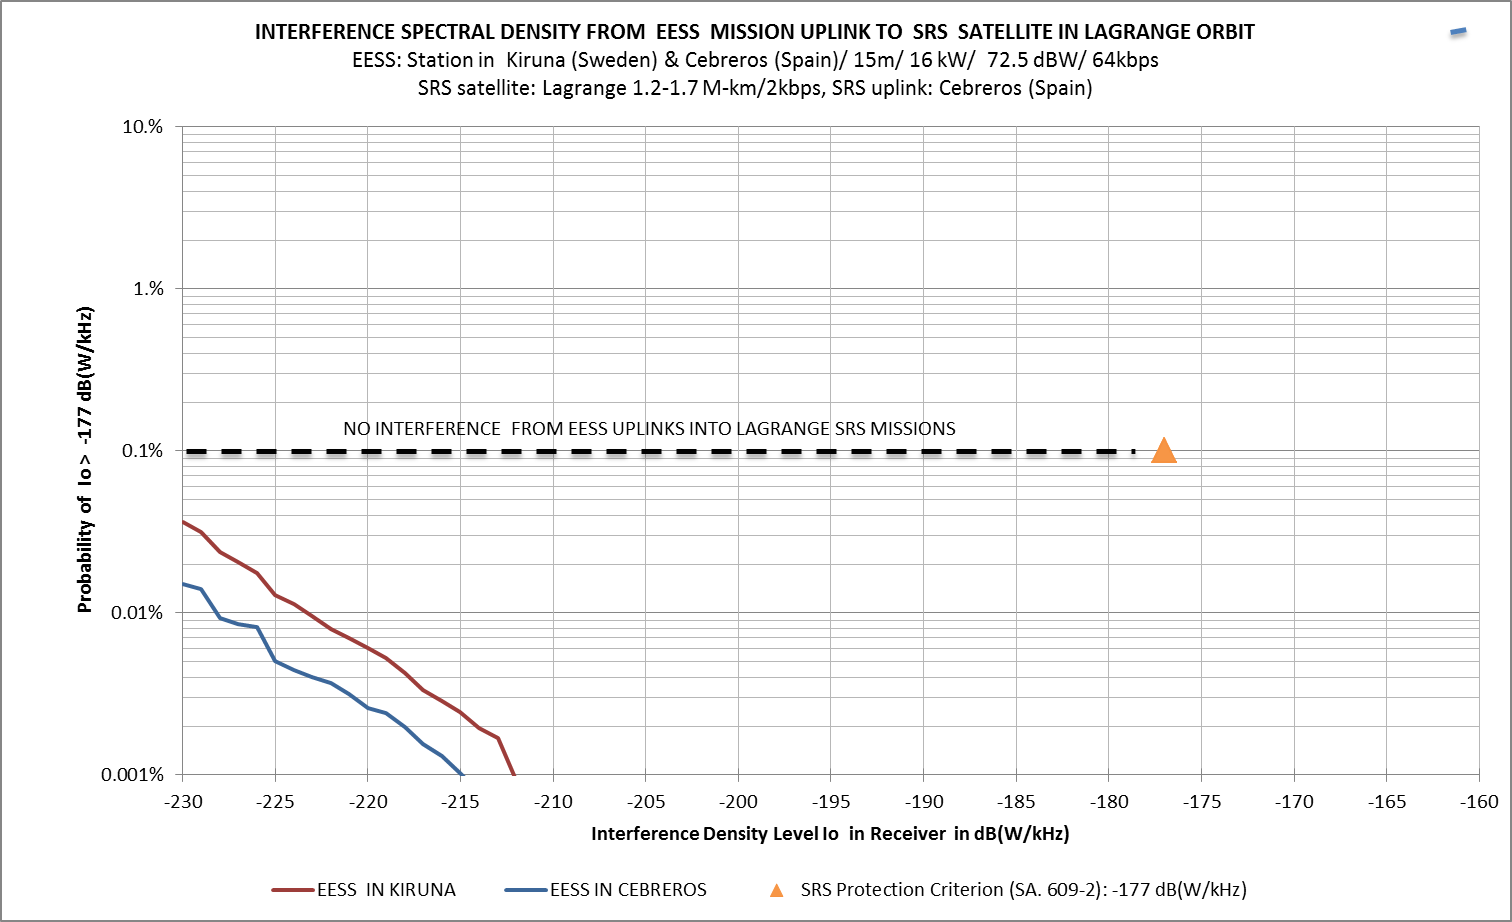 INTERFERENCE SPECTRAL DENSITY FROM EESS MISSION UPLINK TO SRS SATELLITE IN LAGRANGE ORBIT
EESS: Station in Kiruna (Sweden) & Cebreros (Spain)/ 15m/ 16 kW/ 72.5 dBW/ 64kbps
SRS satellite: Lagrange 1.2-1.7 M-km/2kbps, SRS uplink: Cebreros (Spain)
Probability of Io > -177 dB(W/kHz)
10.%
1.%
0.1%
0.01%
0.001%
NO INTERFERENCE FROM EESS UPLINKS INTO LAGRANGE SRS MISSIONS
-230 -225 -220 -215 -210 -205 -200 -195 -190 -185 -180 -175 -170 -165 -160
Interference Density Level Io in Receiver in dB(W/kHz)
EESS IN KIRUNA EESS IN CEBREROS SRS Protection Criterion (SA. 609-2): -177 dB(W/kHz)